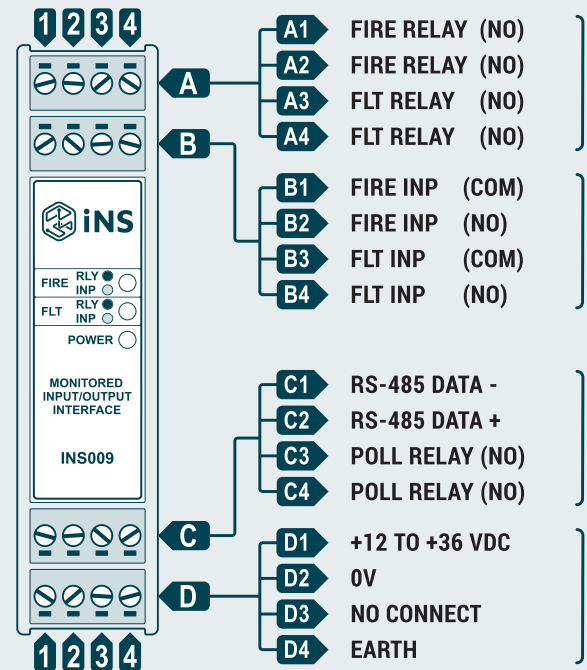 1 2 3 4
A
B
iNS
FIRE RLY
INP
FLT RLY
INP
POWER
MONITORED
INPUT/OUTPUT
INTERFACE
INS009
C
D
1 2 3 4
A1 FIRE RELAY (NO)
A2 FIRE RELAY (NO)
A3 FLT RELAY (NO)
A4 FLT RELAY (NO)
B1 FIRE INP (COM)
B2 FIRE INP (NO)
B3 FLT INP (COM)
B4 FLT INP (NO)
C1 RS-485 DATA -
C2 RS-485 DATA +
C3 POLL RELAY (NO)
C4 POLL RELAY (NO)
D1 +12 TO +36 VDC
D2 0V
D3 NO CONNECT
D4 EARTH